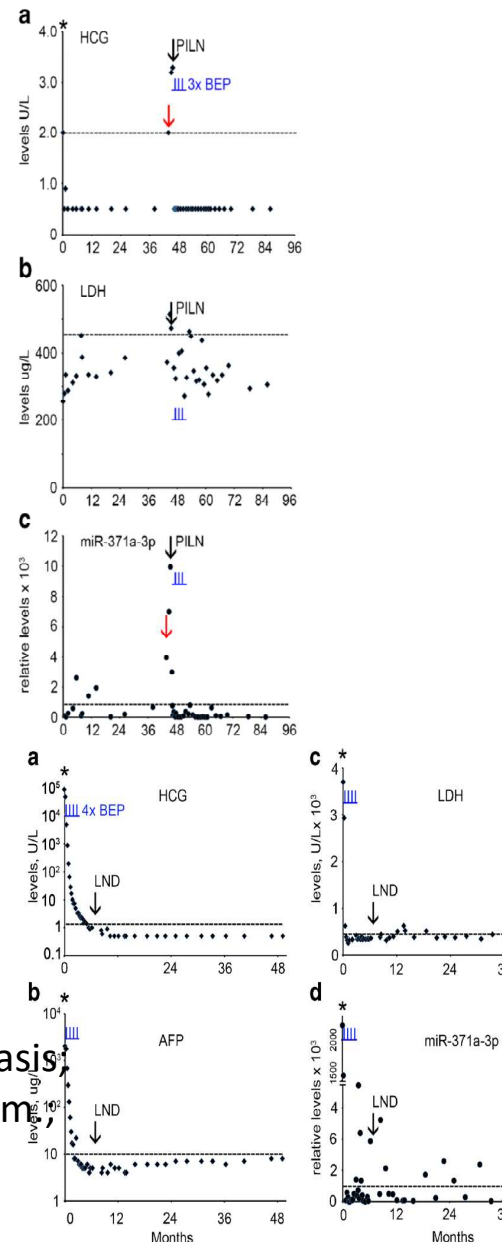 a
*
HCG
PILN
3x BEP
levels U/L
4.0
3.0
2.0
1.0
0
0 12 24 36 48 60 72 84 96
b
LDH
PILN
levels ug/L
600
400
200
0
0 12 24 36 48 60 72 84 96
c
miR-371a-3p
PILN
relative levels x 10³
12
10
8
6
4
2
0
0 12 24 36 48 60 72 84 96
a
*
HCG
4x BEP
LND
levels, U/L
10⁵
10⁴
10³
10²
10
1
0.1
0 12 24 36 48
c
*
LDH
LND
levels, U/Lx 10³
4
3
2
1
0
0 12 24
b
*
AFP
LND
levels, ug/L
10⁴
10²
10
1
0 12 24 36 48
Months
d
*
miR-371a-3p
LND
relative levels x 10³
2000
1500
6
4
2
0
0 12 24
Months